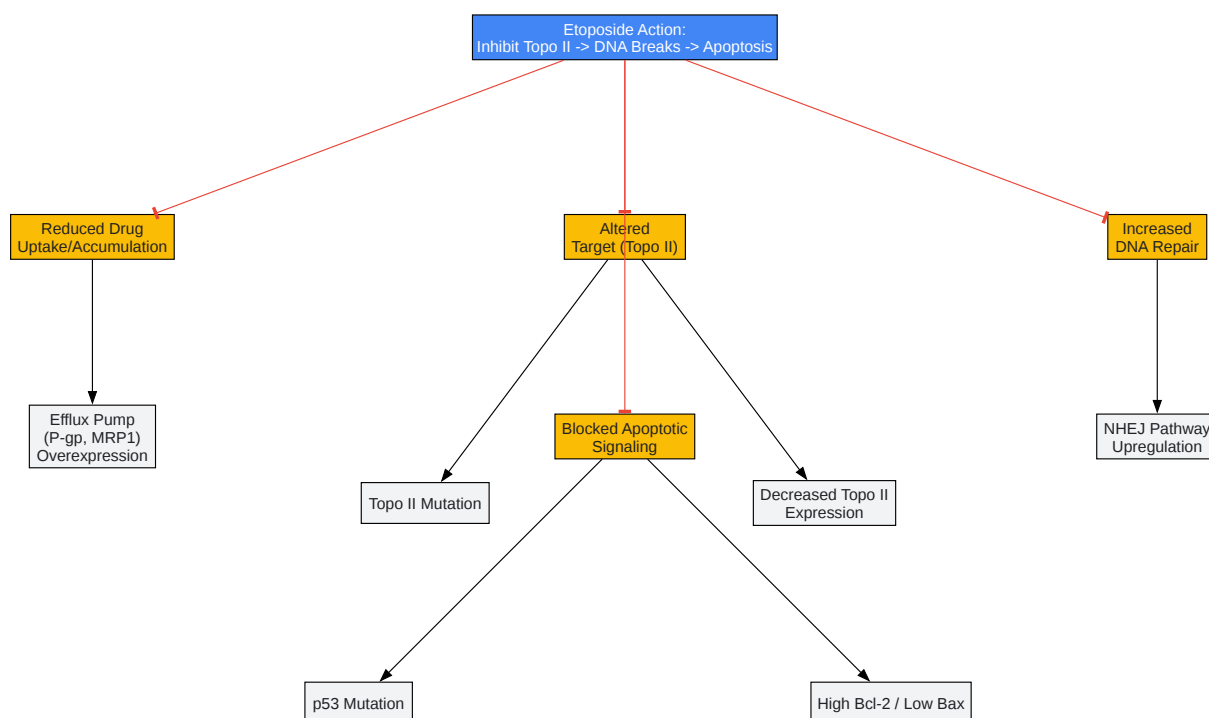 Etoposide Action:
Inhibit Topo II -> DNA Breaks -> Apoptosis
Reduced Drug
Uptake/Accumulation
Altered
Target (Topo II)
Increased
DNA Repair
Efflux Pump
(P-gp, MRP1)
Overexpression
Blocked Apoptotic
Signaling
NHEJ Pathway
Upregulation
Topo II Mutation
Decreased Topo II
Expression
p53 Mutation
High Bcl-2 / Low Bax